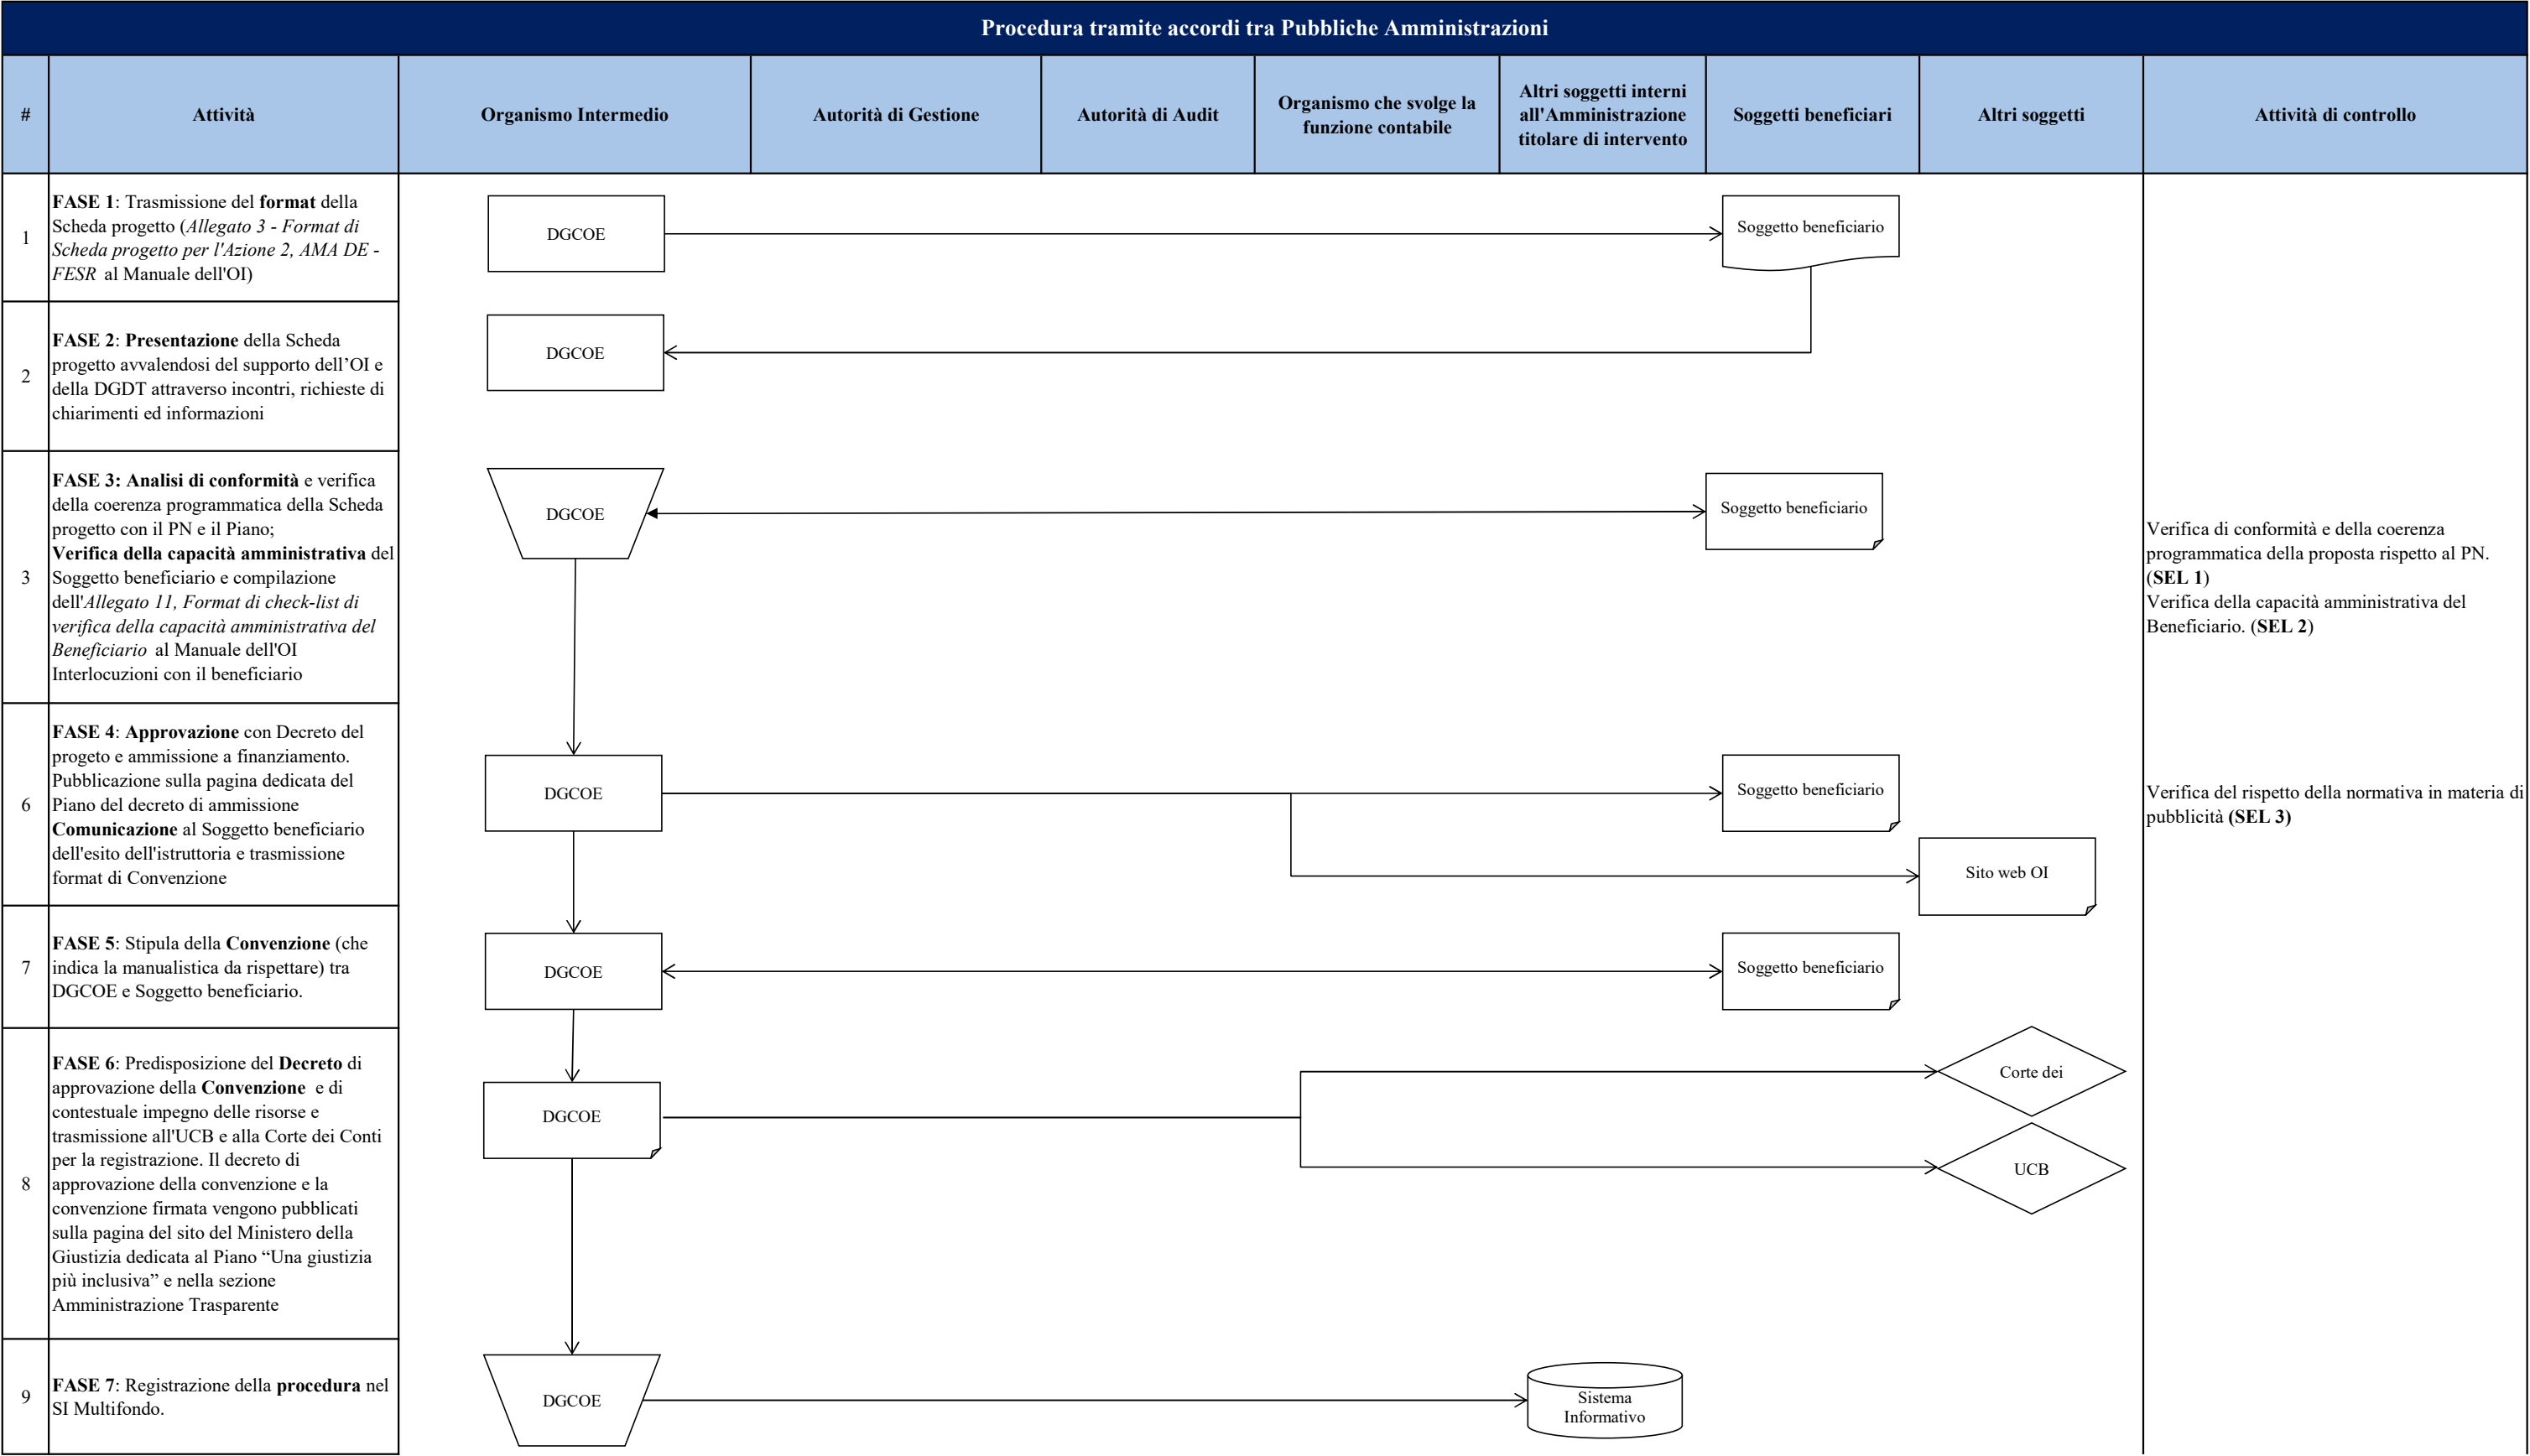 Procedura tramite accordi tra Pubbliche Amministrazioni
#
Attività
Organismo Intermedio
Autorità di Gestione
Autorità di Audit
Organismo che svolge la
funzione contabile
Altri soggetti interni
all'Amministrazione
titolare di intervento
Soggetti beneficiari
Altri soggetti
Attività di controllo
1
FASE 1: Trasmissione del format della
Scheda progetto (Allegato 3 - Format di
Scheda progetto per l'Azione 2, AMA DE -
FESR al Manuale dell'OI)
DGCOE
Soggetto beneficiario
2
FASE 2: Presentazione della Scheda
progetto avvalendosi del supporto dell’OI e
della DGDT attraverso incontri, richieste di
chiarimenti ed informazioni
DGCOE
3
FASE 3: Analisi di conformità e verifica
della coerenza programmatica della Scheda
progetto con il PN e il Piano;
Verifica della capacità amministrativa del
Soggetto beneficiario e compilazione
dell'Allegato 11, Format di check-list di
verifica della capacità amministrativa del
Beneficiario al Manuale dell'OI
Interlocuzioni con il beneficiario
DGCOE
Soggetto beneficiario
Verifica di conformità e della coerenza
programmatica della proposta rispetto al PN.
(SEL 1)
Verifica della capacità amministrativa del
Beneficiario. (SEL 2)
6
FASE 4: Approvazione con Decreto del
progeto e ammissione a finanziamento.
Pubblicazione sulla pagina dedicata del
Piano del decreto di ammissione
Comunicazione al Soggetto beneficiario
dell'esito dell'istruttoria e trasmissione
format di Convenzione
DGCOE
Soggetto beneficiario
Sito web OI
Verifica del rispetto della normativa in materia di
pubblicità (SEL 3)
7
FASE 5: Stipula della Convenzione (che
indica la manualistica da rispettare) tra
DGCOE e Soggetto beneficiario.
DGCOE
Soggetto beneficiario
8
FASE 6: Predisposizione del Decreto di
approvazione della Convenzione e di
contestuale impegno delle risorse e
trasmissione all'UCB e alla Corte dei Conti
per la registrazione. Il decreto di
approvazione della convenzione e la
convenzione firmata vengono pubblicati
sulla pagina del sito del Ministero della
Giustizia dedicata al Piano “Una giustizia
più inclusiva” e nella sezione
Amministrazione Trasparente
DGCOE
Corte dei
UCB
9
FASE 7: Registrazione della procedura nel
SI Multifondo.
DGCOE
Sistema
Informativo